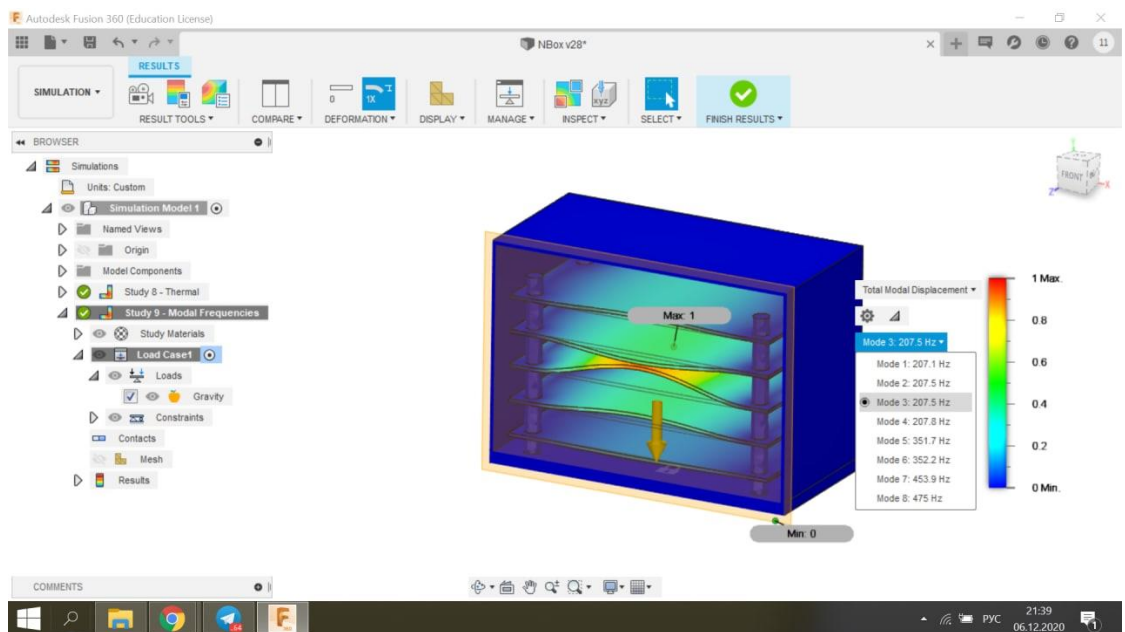 Autodesk Fusion 360 (Education License)
NBox v28*
11
RESULTS
SIMULATION
RESULT TOOLS
COMPARE
DEFORMATION
DISPLAY
MANAGE
INSPECT
SELECT
FINISH RESULTS
0
1X
xyz
BROWSER
Simulations
Units: Custom
Simulation Model 1
Named Views
Origin
Model Components
Study 8 - Thermal
Study 9 - Modal Frequencies
Study Materials
Load Case1
Loads
Gravity
Constraints
Contacts
Mesh
Results
FRONT
X
Z
Max: 1
Min: 0
Total Modal Displacement
Mode 3: 207.5 Hz
Mode 1: 207.1 Hz
Mode 2: 207.5 Hz
Mode 3: 207.5 Hz
Mode 4: 207.8 Hz
Mode 5: 351.7 Hz
Mode 6: 352.2 Hz
Mode 7: 453.9 Hz
Mode 8: 475 Hz
1 Max.
0.8
0.6
0.4
0.2
0 Min.
COMMENTS
РУС
21:39
06.12.2020